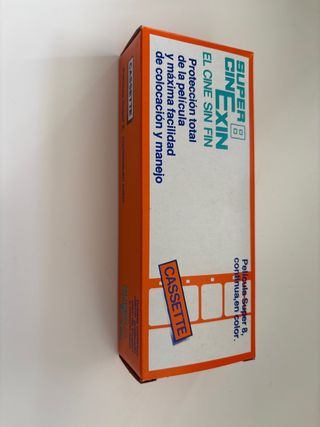 SUPER 8
CINEXIN
EL CINE SIN FIN
Protección total
de la película
y máxima facilidad
de colocación y manejo
Película Super 8,
continua, en color.
CASSETTE
CASSETTE